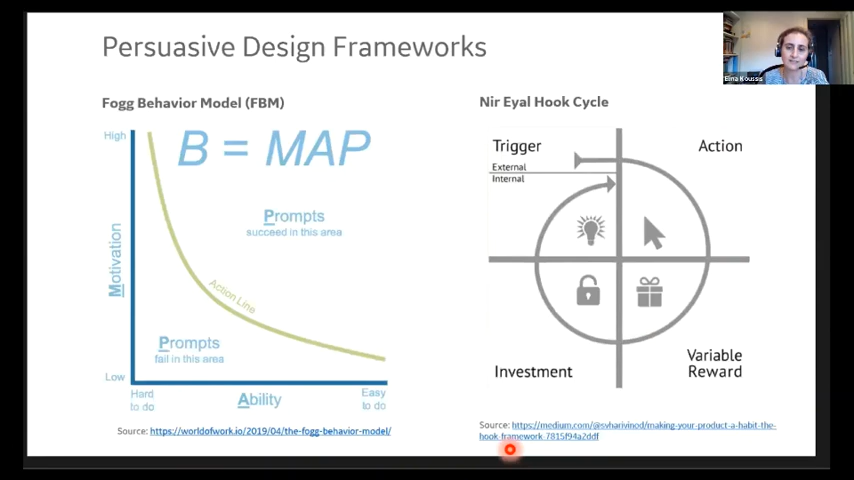 Persuasive Design Frameworks
Fogg Behavior Model (FBM)
High
B = MAP
Prompts
succeed in this area
Motivation
Action Line
Prompts
fail in this area
Low
Hard
to do
Ability
Easy
to do
Source: https://worldofwork.io/2019/04/the-fogg-behavior-model/
Nir Eyal Hook Cycle
Trigger
Action
External
Internal
Investment
Variable
Reward
Source: https://medium.com/@svharivinod/making-your-product-a-habit-the-
hook-framework-7815f94a2ddf